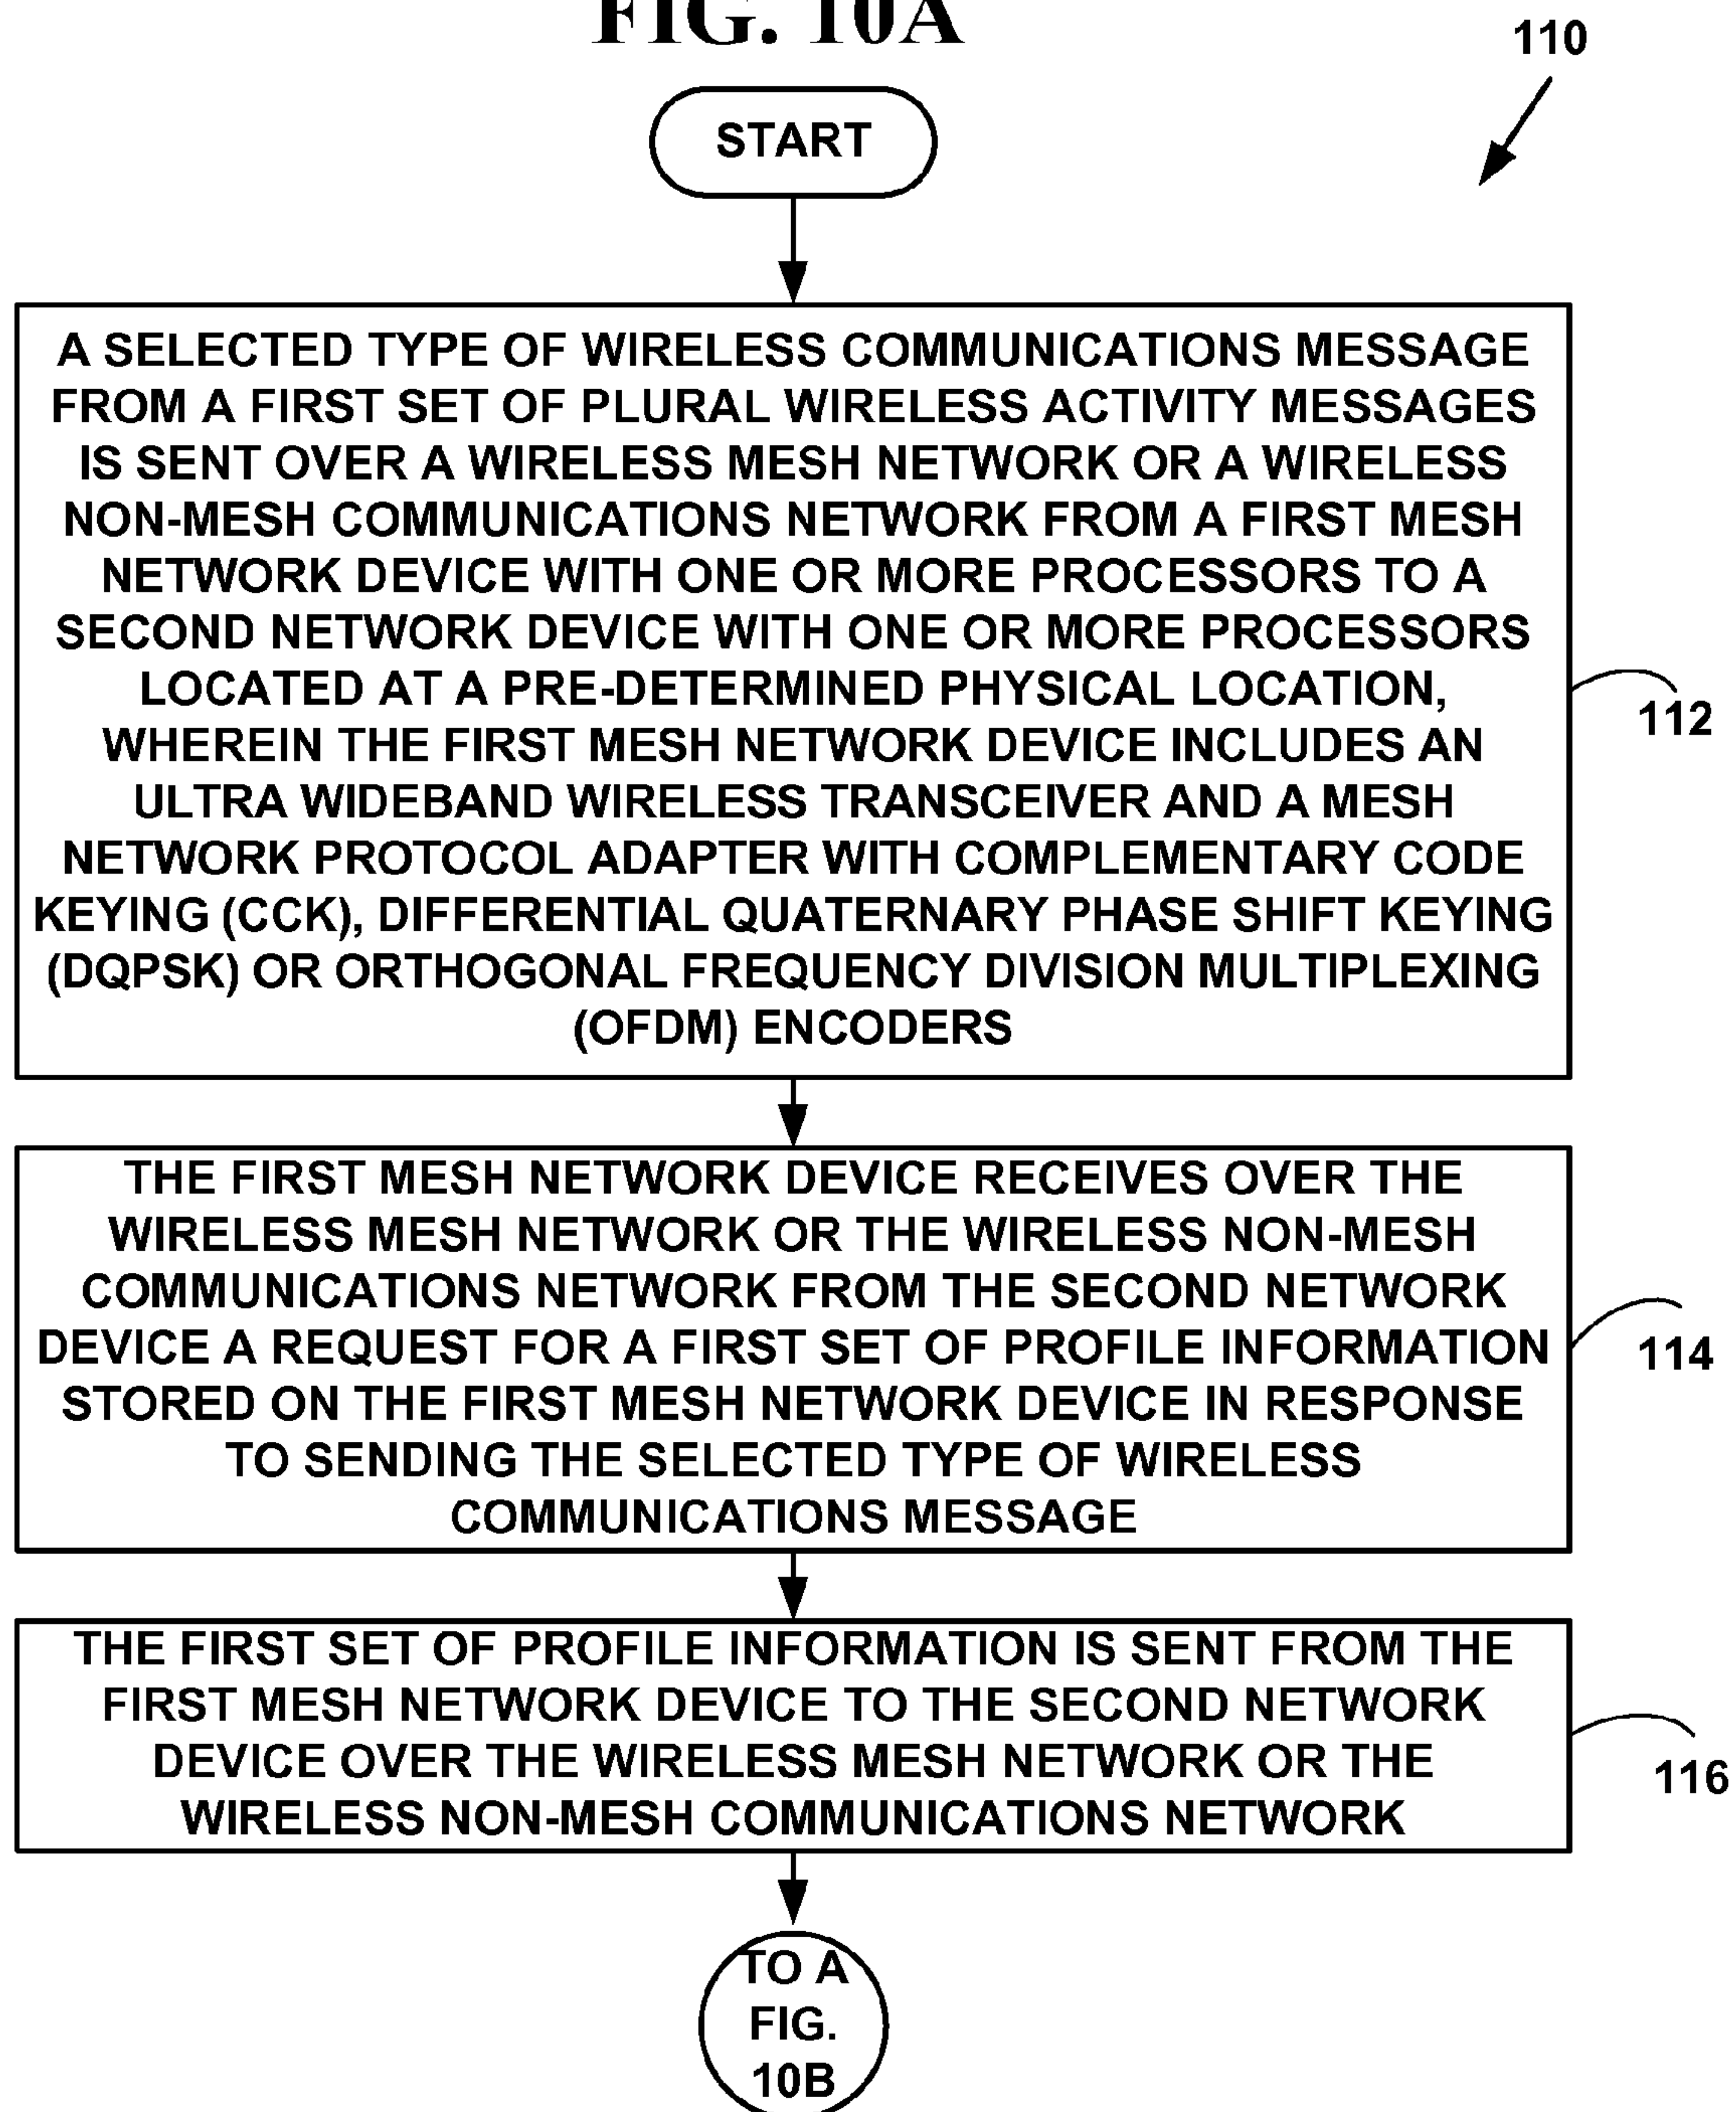 FIG. 10A
110
START
A SELECTED TYPE OF WIRELESS COMMUNICATIONS MESSAGE
FROM A FIRST SET OF PLURAL WIRELESS ACTIVITY MESSAGES
IS SENT OVER A WIRELESS MESH NETWORK OR A WIRELESS
NON-MESH COMMUNICATIONS NETWORK FROM A FIRST MESH
NETWORK DEVICE WITH ONE OR MORE PROCESSORS TO A
SECOND NETWORK DEVICE WITH ONE OR MORE PROCESSORS
LOCATED AT A PRE-DETERMINED PHYSICAL LOCATION,
WHEREIN THE FIRST MESH NETWORK DEVICE INCLUDES AN
ULTRA WIDEBAND WIRELESS TRANSCEIVER AND A MESH
NETWORK PROTOCOL ADAPTER WITH COMPLEMENTARY CODE
KEYING (CCK), DIFFERENTIAL QUATERNARY PHASE SHIFT KEYING
(DQPSK) OR ORTHOGONAL FREQUENCY DIVISION MULTIPLEXING
(OFDM) ENCODERS
112
THE FIRST MESH NETWORK DEVICE RECEIVES OVER THE
WIRELESS MESH NETWORK OR THE WIRELESS NON-MESH
COMMUNICATIONS NETWORK FROM THE SECOND NETWORK
DEVICE A REQUEST FOR A FIRST SET OF PROFILE INFORMATION
STORED ON THE FIRST MESH NETWORK DEVICE IN RESPONSE
TO SENDING THE SELECTED TYPE OF WIRELESS
COMMUNICATIONS MESSAGE
114
THE FIRST SET OF PROFILE INFORMATION IS SENT FROM THE
FIRST MESH NETWORK DEVICE TO THE SECOND NETWORK
DEVICE OVER THE WIRELESS MESH NETWORK OR THE
WIRELESS NON-MESH COMMUNICATIONS NETWORK
116
TO A
FIG.
10B